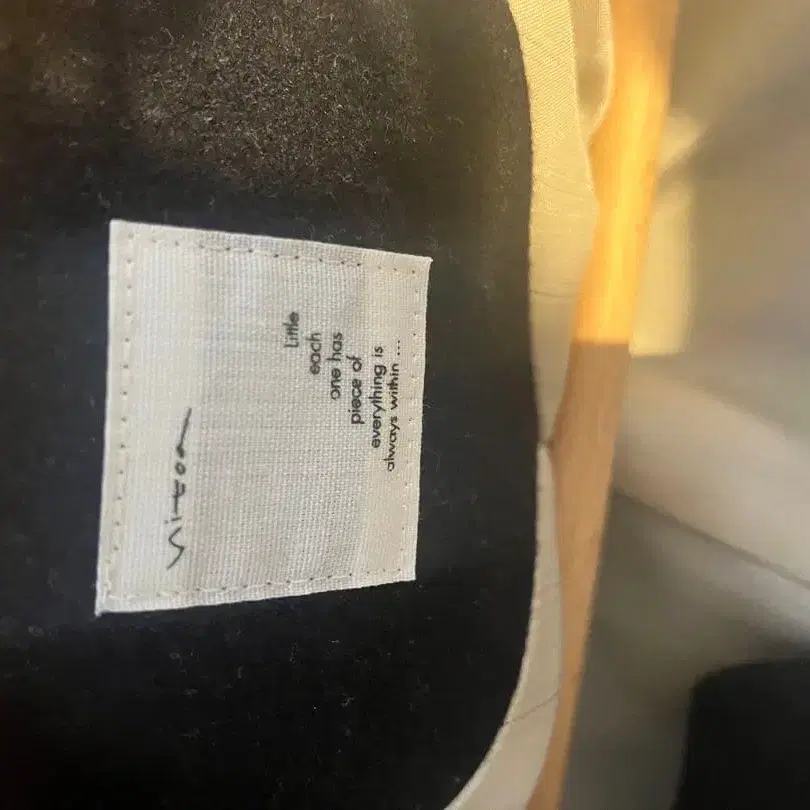 Little
each
one has
piece of
everything is
always within ...